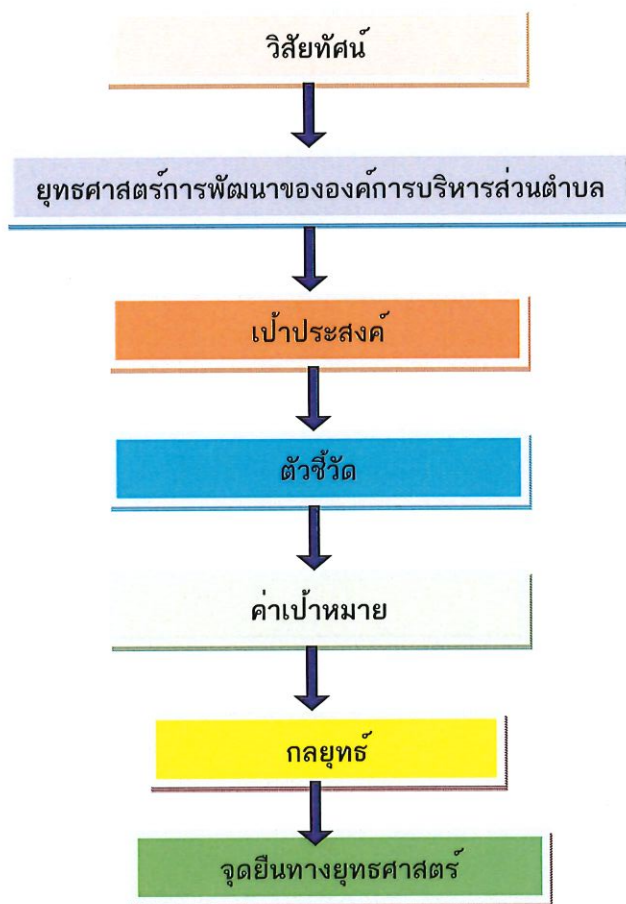 วิสัยทัศน์
ยุทธศาสตร์การพัฒนาขององค์การบริหารส่วนตำบล
เป้าประสงค์
ตัวชี้วัด
ค่าเป้าหมาย
กลยุทธ์
จุดยืนทางยุทธศาสตร์